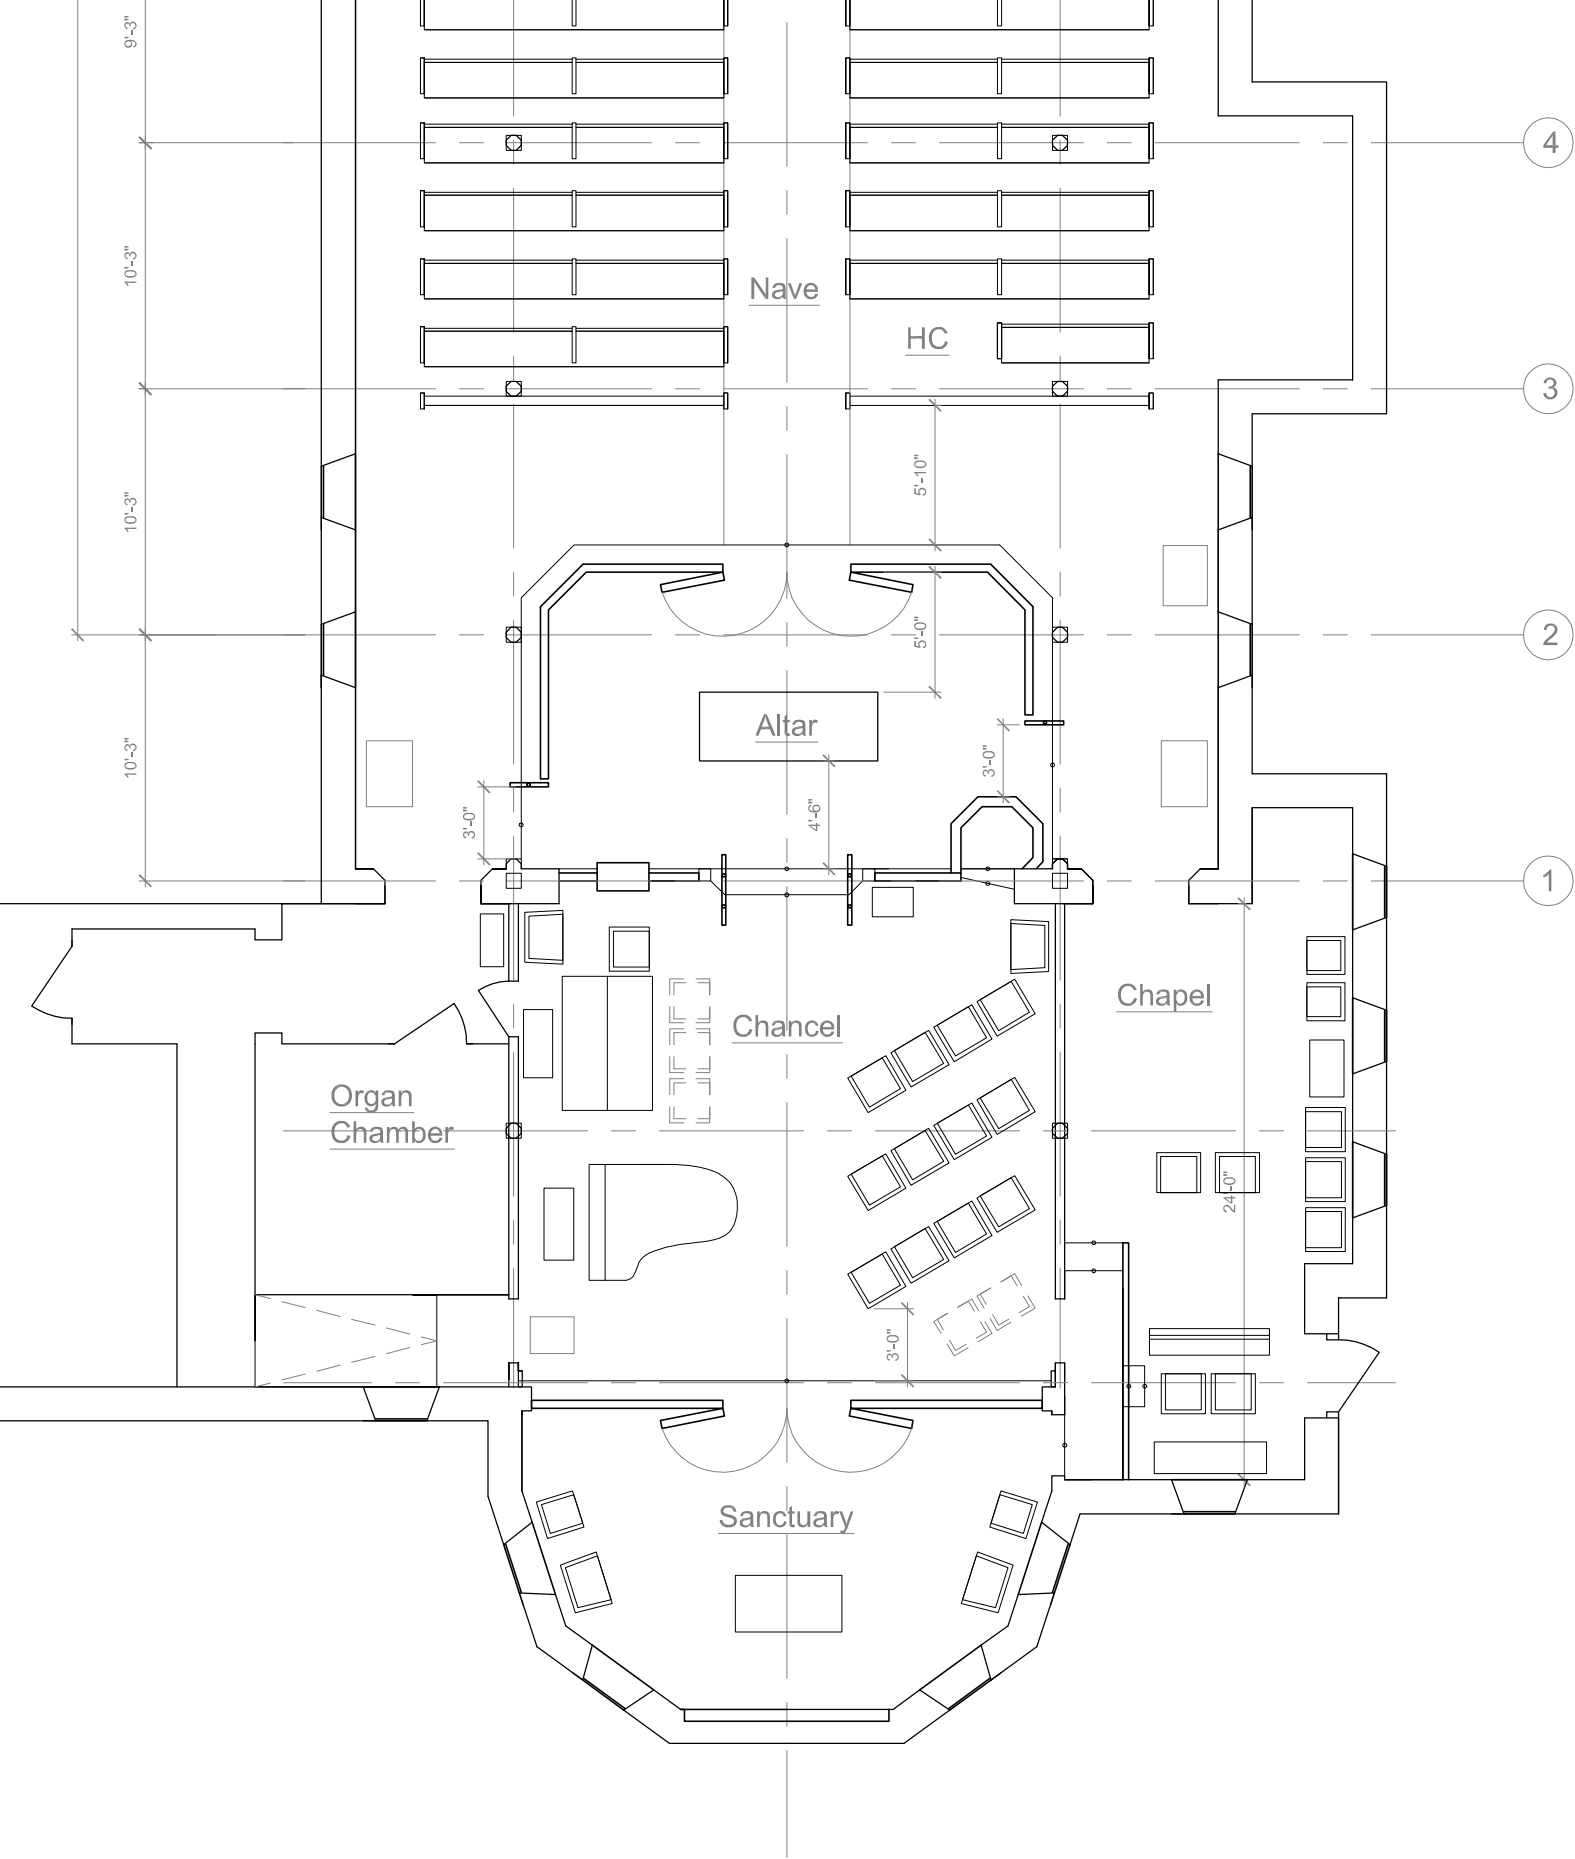 9'-3"
4
10'-3"
Nave
HC
3
5'-10"
10'-3"
5'-0"
2
Altar
10'-3"
3'-0"
3'-0"
4'-6"
1
Chapel
Chancel
Organ
Chamber
24'-0"
3'-0"
Sanctuary